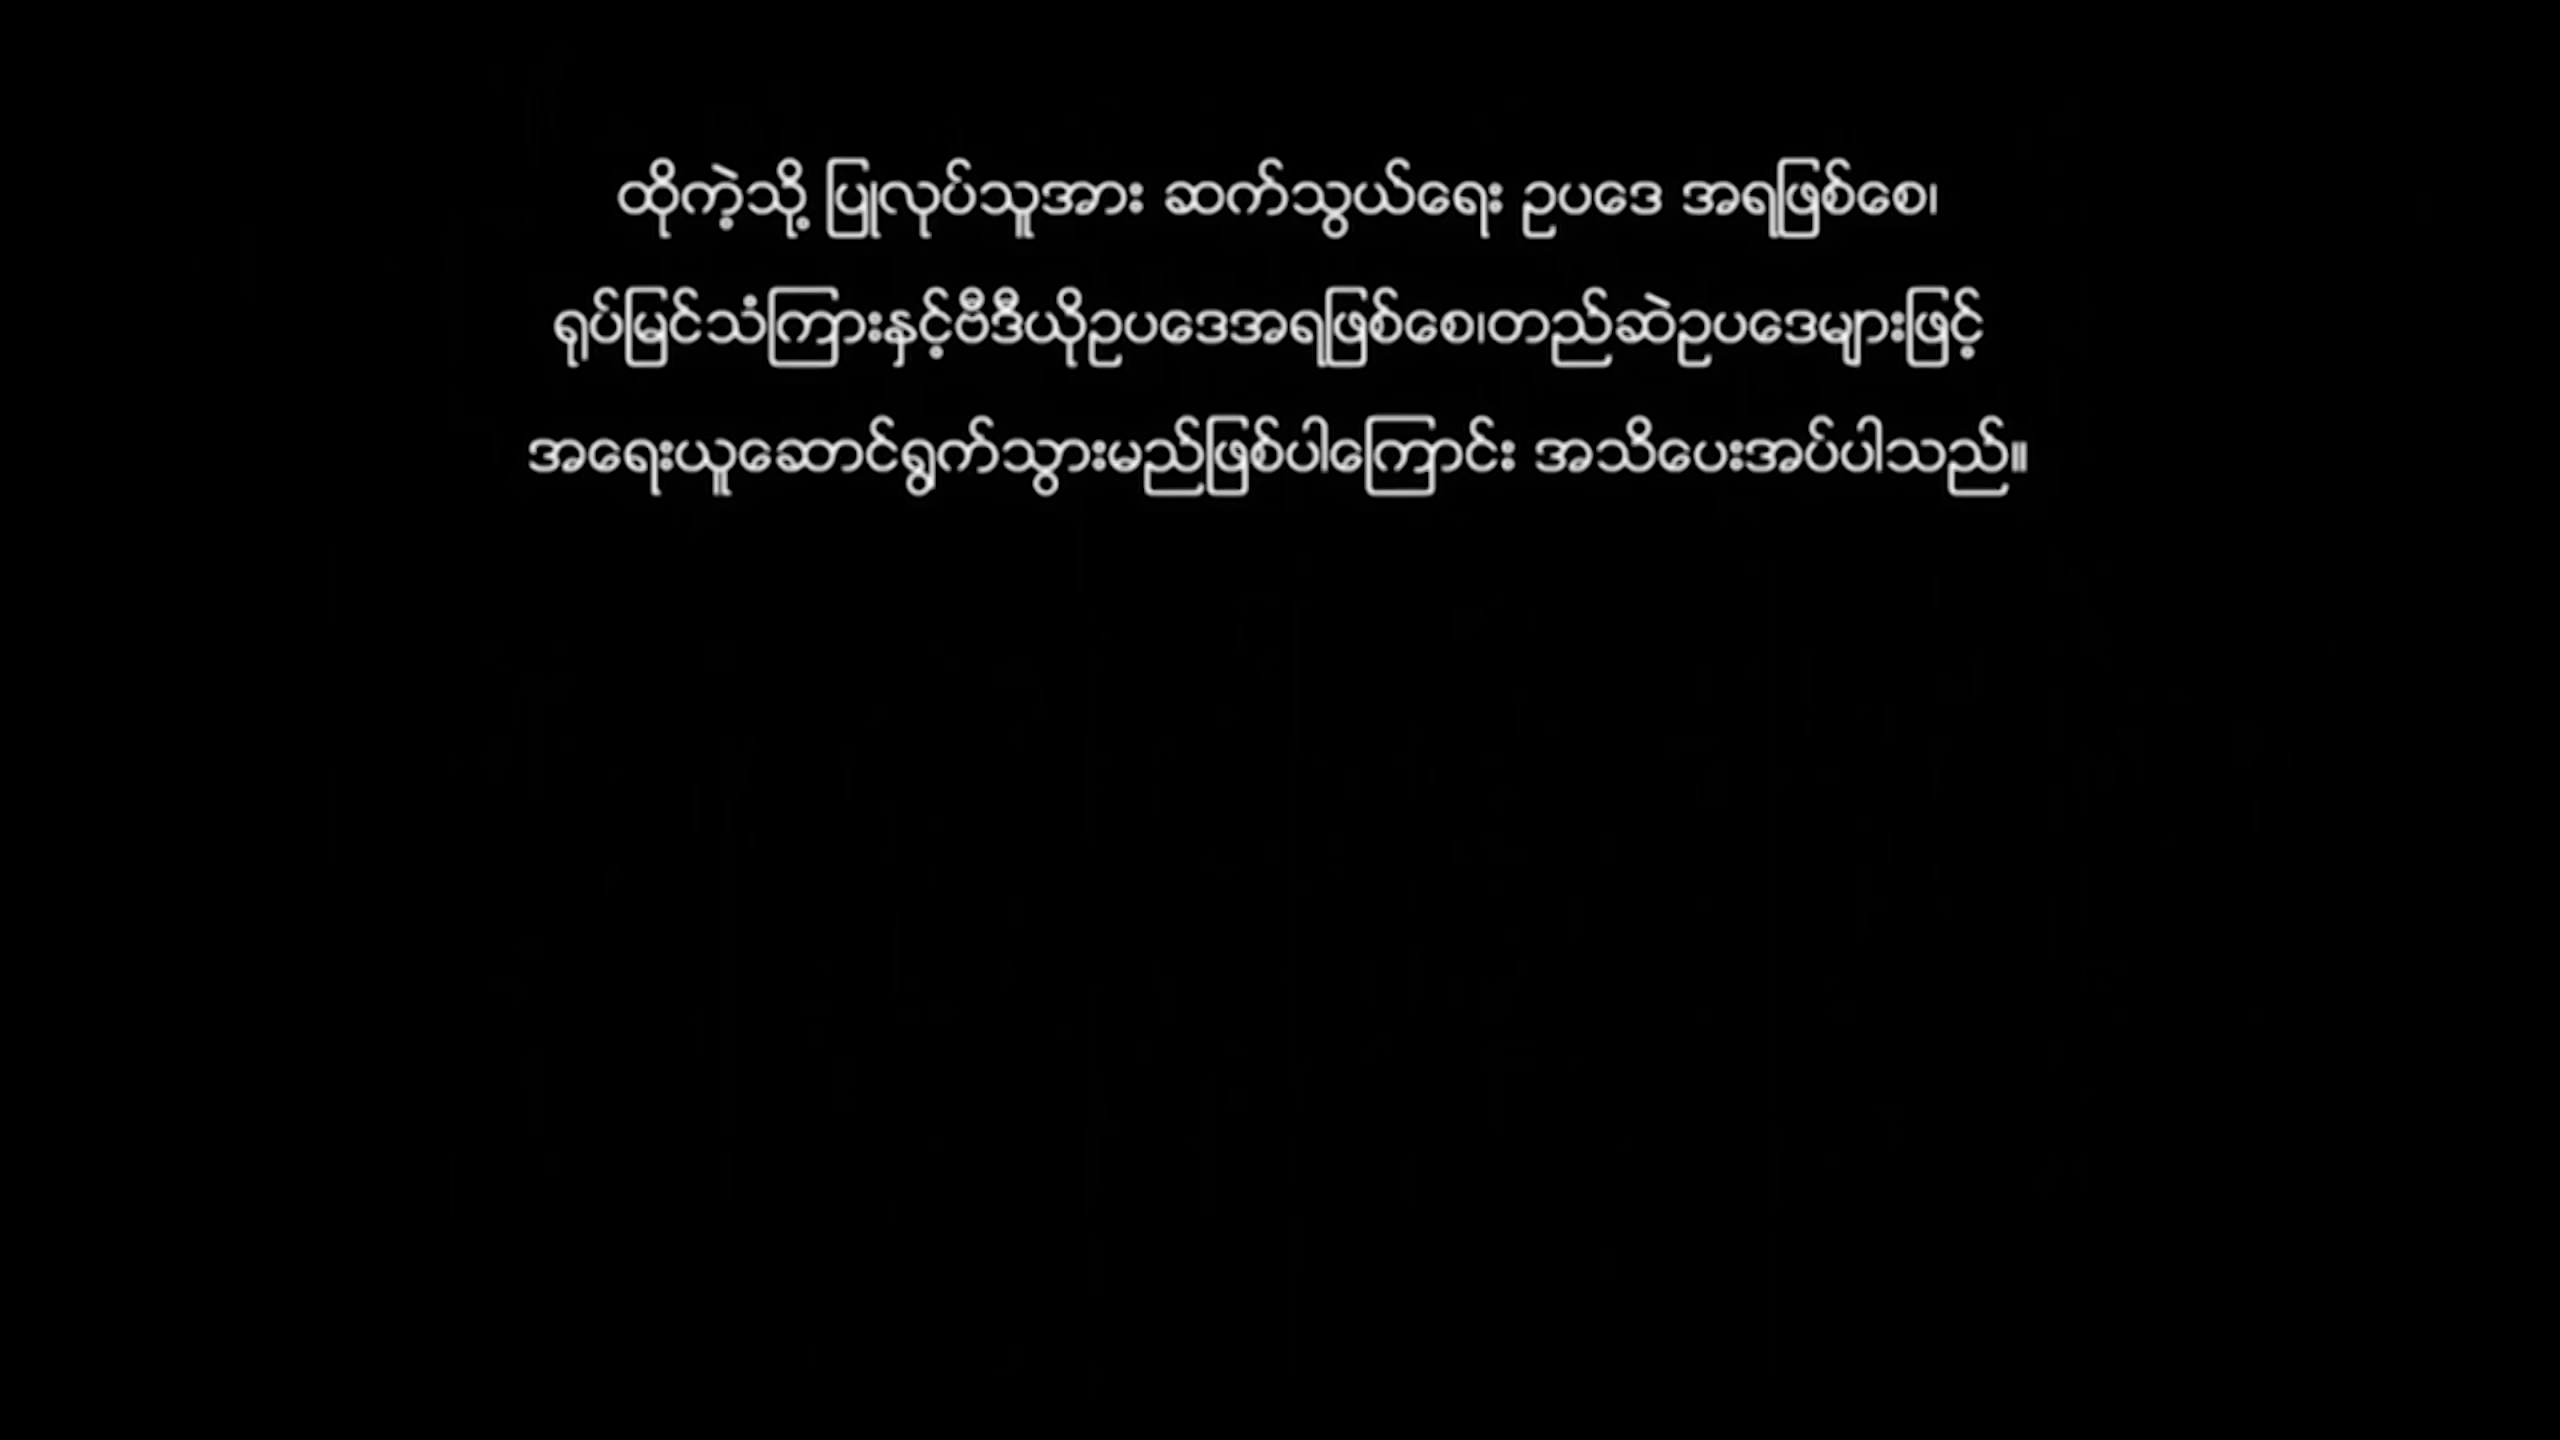 ထိုကဲ့သို့ ပြုလုပ်သူအား ဆက်သွယ်ရေး ဥပဒေ အရဖြစ်စေ၊
ရုပ်မြင်သံကြားနှင့်ဗီဒီယိုဥပဒေအရဖြစ်စေ၊တည်ဆဲဥပဒေများဖြင့်
အရေးယူဆောင်ရွက်သွားမည်ဖြစ်ပါကြောင်း အသိပေးအပ်ပါသည်။